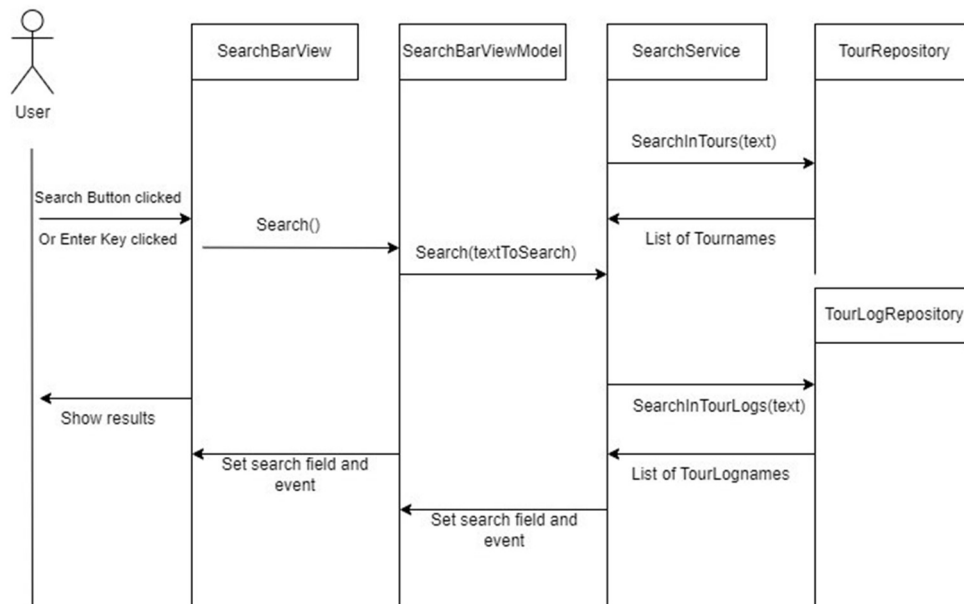 SearchBarView
SearchBarViewModel
SearchService
TourRepository
User
SearchInTours(text)
Search Button clicked
Or Enter Key clicked
Search()
List of Tournames
Search(textToSearch)
TourLogRepository
SearchInTourLogs(text)
Show results
Set search field and
event
List of TourLognames
Set search field and
event